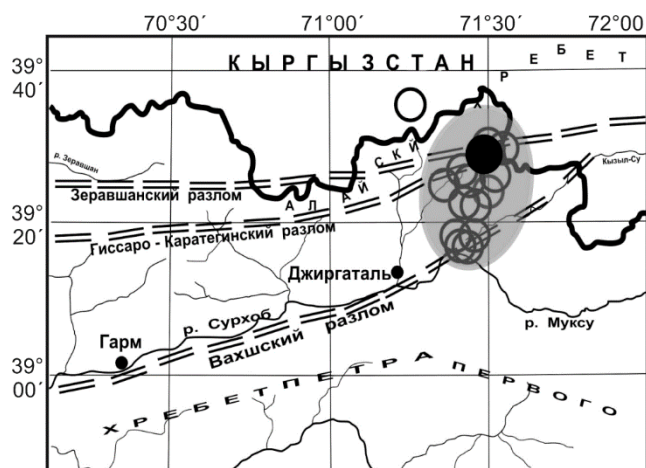 70°30´ 71°00´ 71°30´ 72°00´
39°
40´
КЫРГЫЗСТАН
АЛАЙСКИЙ ХРЕБЕТ
р. Зеравшан
Кызыл-Су
Зеравшанский разлом
39°
20´
Гиссаро - Каратегинский разлом
Джиргаталь
р. Сурхоб
р. Муксу
Гарм
Вахшский разлом
39°
00´
ХРЕБЕТ ПЕТРА ПЕРВОГО